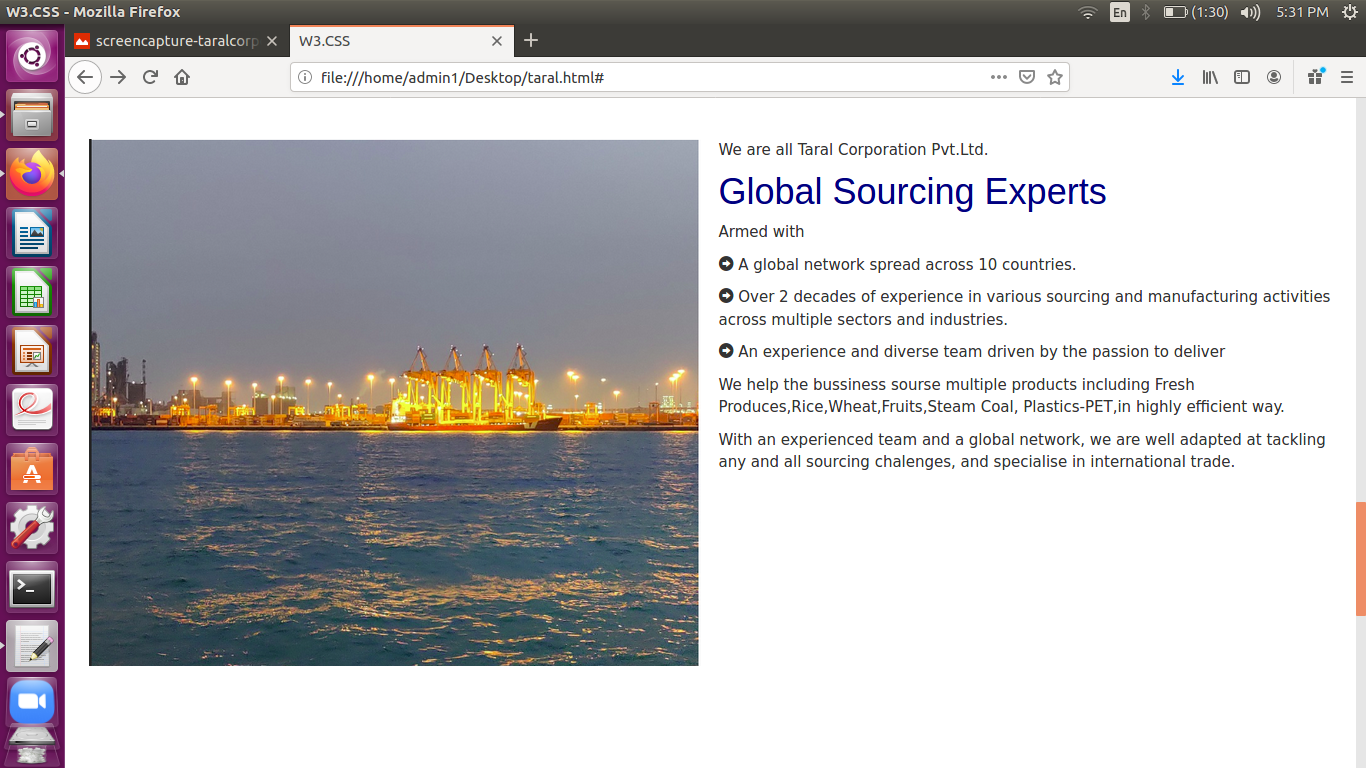 W3.CSS - Mozilla Firefox
En
(1:30)
5:31 PM
screencapture-taralcorp
W3.CSS
file:///home/admin1/Desktop/taral.html#
We are all Taral Corporation Pvt.Ltd.
Global Sourcing Experts
Armed with
A global network spread across 10 countries.
Over 2 decades of experience in various sourcing and manufacturing activities
across multiple sectors and industries.
An experience and diverse team driven by the passion to deliver
We help the bussiness sourse multiple products including Fresh
Produces,Rice,Wheat,Fruits,Steam Coal, Plastics-PET,in highly efficient way.
With an experienced team and a global network, we are well adapted at tackling
any and all sourcing chalenges, and specialise in international trade.